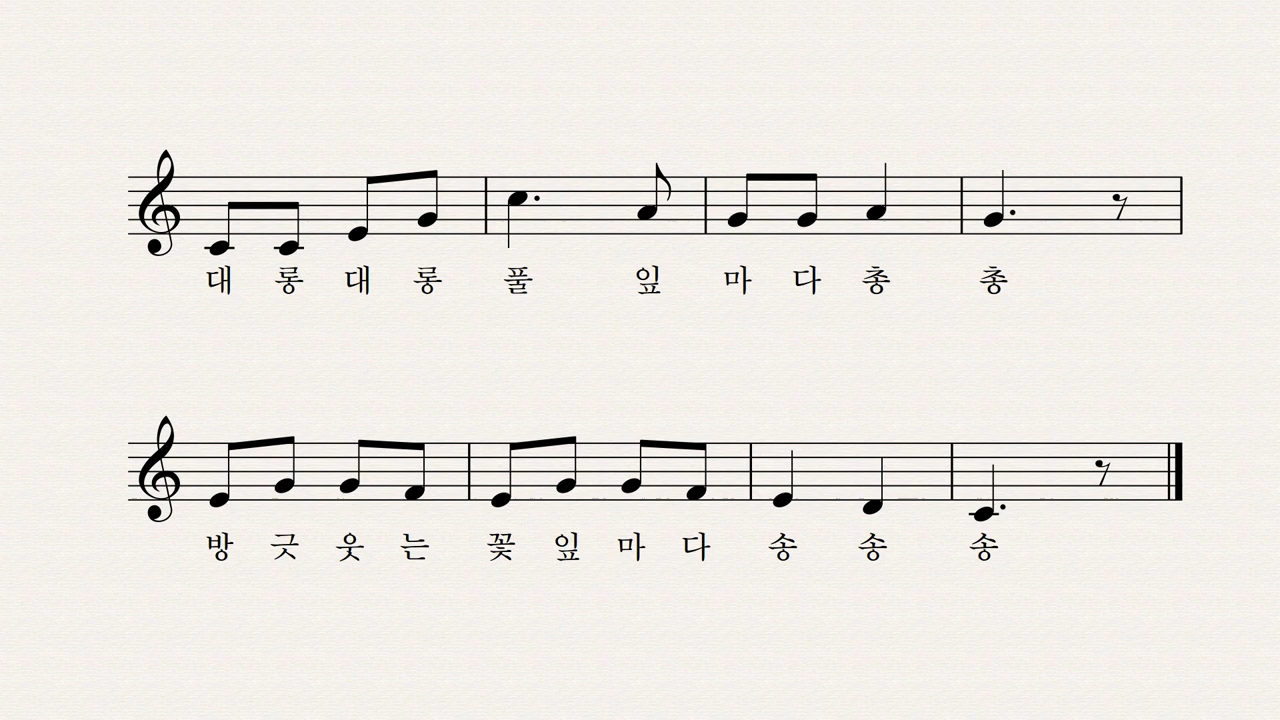 대 롱 대 롱 풀 잎 마 다 총 총
방 긋 웃 는 꽃 잎 마 다 송 송 송